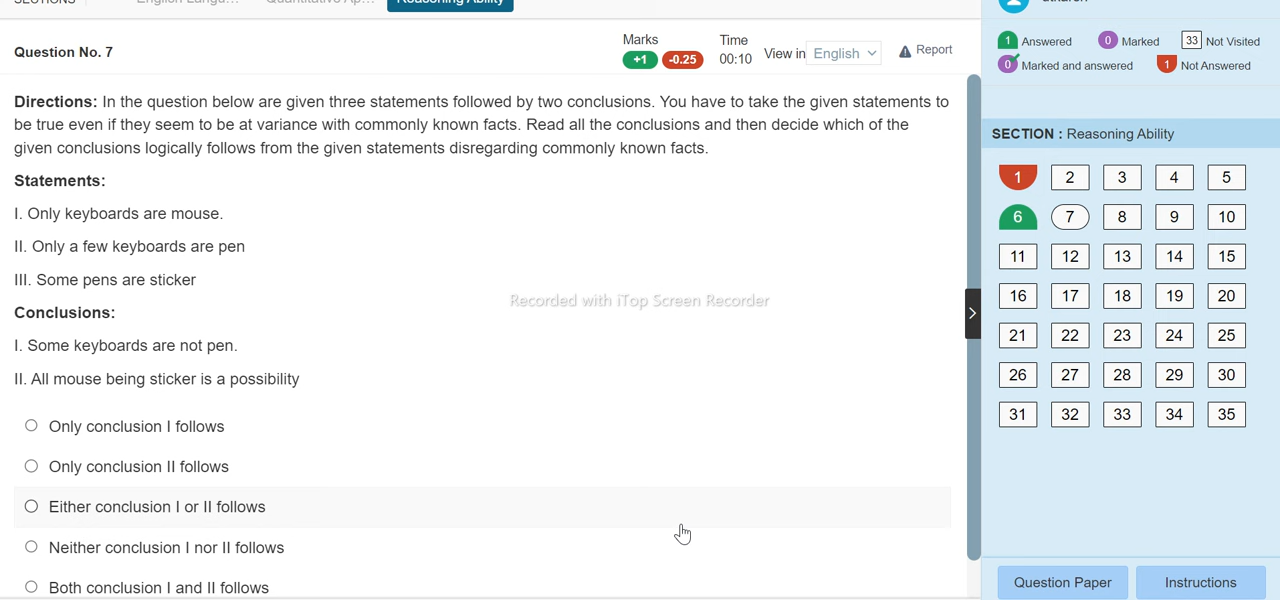 SECTIONS
English Langu...
Quantitative Ap...
Reasoning Ability
Question No. 7
Marks
+1 -0.25
Time
00:10
View in English
Report
Directions: In the question below are given three statements followed by two conclusions. You have to take the given statements to
be true even if they seem to be at variance with commonly known facts. Read all the conclusions and then decide which of the
given conclusions logically follows from the given statements disregarding commonly known facts.
Statements:
I. Only keyboards are mouse.
II. Only a few keyboards are pen
III. Some pens are sticker
Recorded with iTop Screen Recorder
Conclusions:
I. Some keyboards are not pen.
II. All mouse being sticker is a possibility
Only conclusion I follows
Only conclusion II follows
Either conclusion I or II follows
Neither conclusion I nor II follows
Both conclusion I and II follows
1 Answered 0 Marked 33 Not Visited
0 Marked and answered 1 Not Answered
SECTION : Reasoning Ability
1 2 3 4 5
6 7 8 9 10
11 12 13 14 15
16 17 18 19 20
21 22 23 24 25
26 27 28 29 30
31 32 33 34 35
Question Paper Instructions